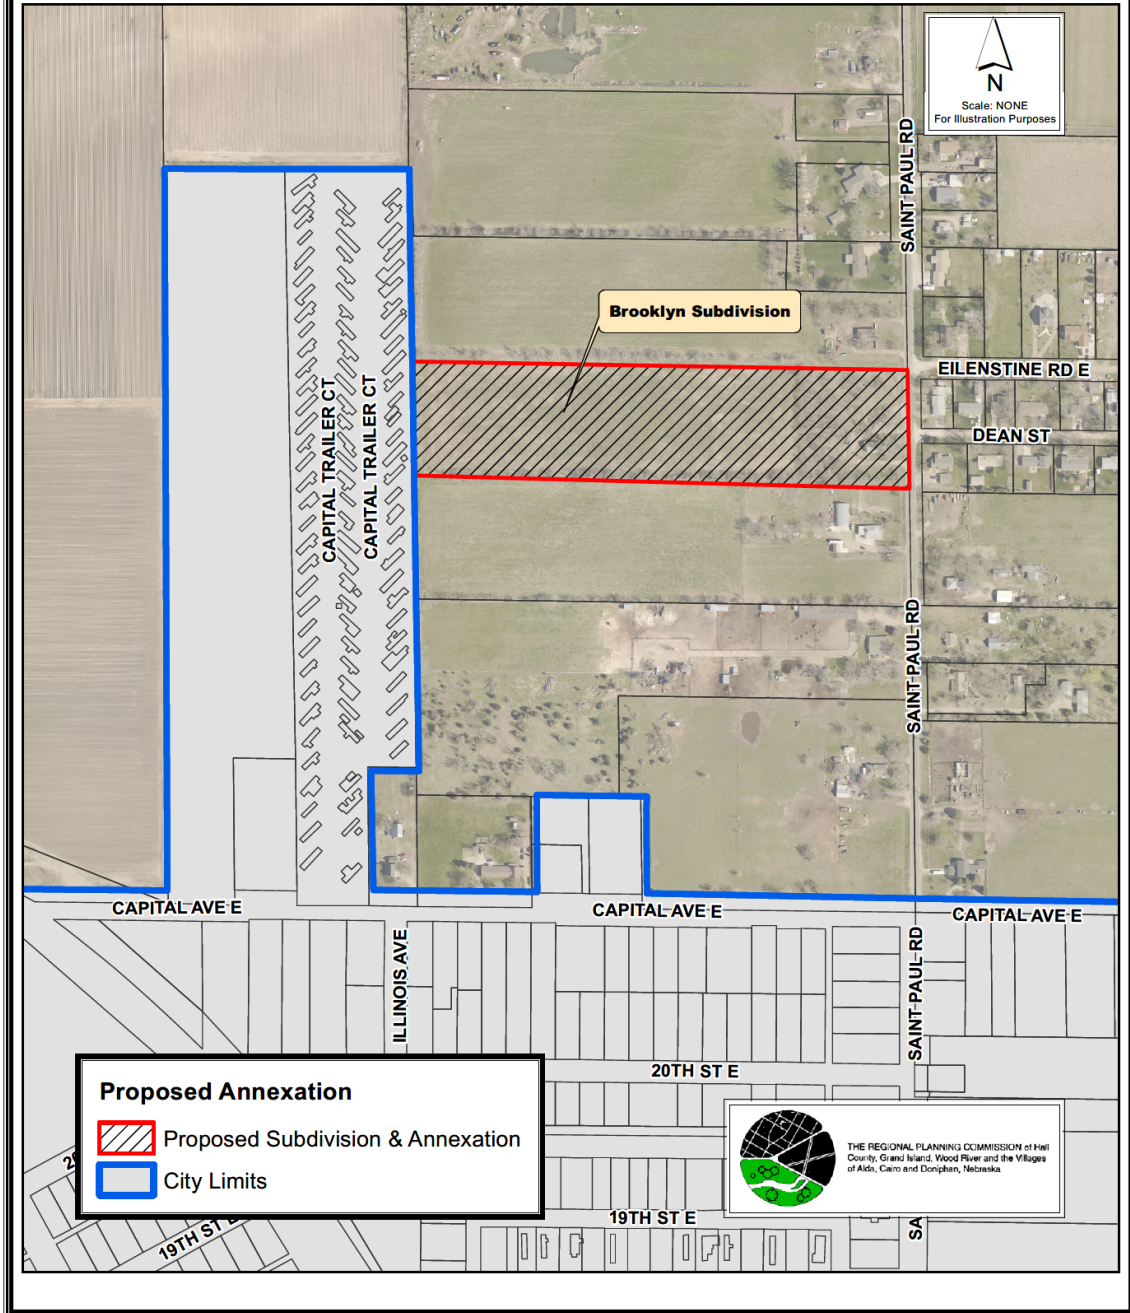 N
Scale: NONE
For Illustration Purposes
SAINT PAUL RD
Brooklyn Subdivision
EILENSTINE RD E
DEAN ST
CAPITAL TRAILER CT
CAPITAL TRAILER CT
SAINT PAUL RD
CAPITAL AVE E
CAPITAL AVE E
CAPITAL AVE E
ILLINOIS AVE
SAINT PAUL RD
20TH ST E
Proposed Annexation
Proposed Subdivision & Annexation
City Limits
THE REGIONAL PLANNING COMMISSION of Hall
County, Grand Island, Wood River and the Villages
of Alda, Cairo and Doniphan, Nebraska
20
19TH ST E
19TH ST E
SA